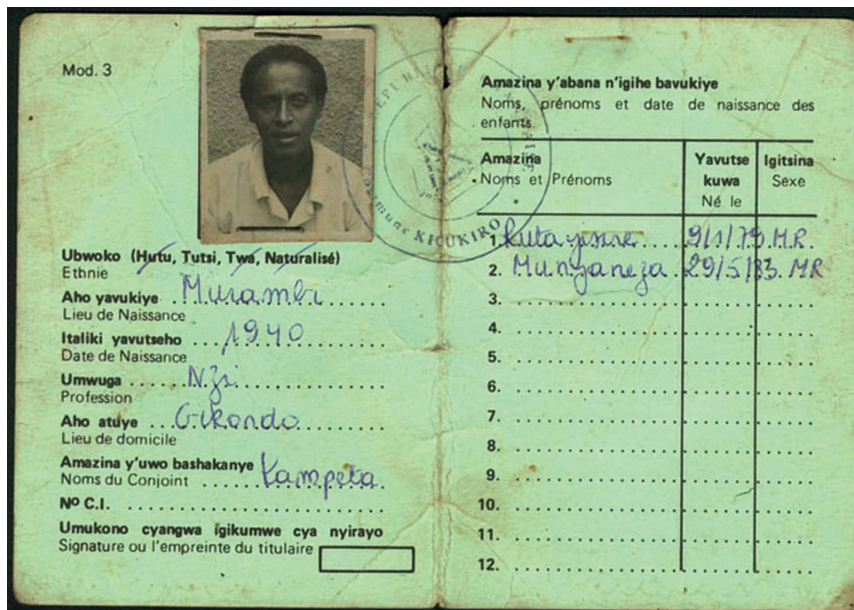 Mod. 3
Ubwoko (Hutu, Tutsi, Twa, Naturalisé)
Ethnie
Aho yavukiye Murambi
Lieu de Naissance
Italiki yavutseho 1940
Date de Naissance
Umwuga
Profession
Aho atuye Gikondo
Lieu de domicile
Amazina y'uwo bashakanye Kampeta
Noms du Conjoint
Nº C.I.
Umukono cyangwa igikumwe cya nyirayo
Signature ou l'empreinte du titulaire
Commune KICUKIRO
Amazina y'abana n'igihe bavukiye
Noms, prénoms et date de naissance des
enfants.
Amazina Yavutse Igitsina
Noms et Prénoms kuwa Sexe
Né le
1. 9/1/79 M.R.
2. Munyaneza 29/5/83. MR
3.
4.
5.
6.
7.
8.
9.
10.
11.
12.